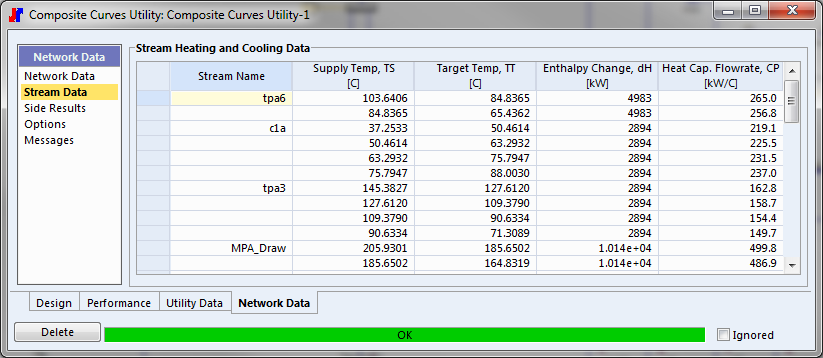 Composite Curves Utility: Composite Curves Utility-1
Network Data
Network Data
Stream Data
Side Results
Options
Messages
Stream Heating and Cooling Data
Stream Name Supply Temp, TS [C] Target Temp, TT [C] Enthalpy Change, dH [kW] Heat Cap. Flowrate, CP [kW/C]
tpa6 103.6406 84.8365 4983 265.0
84.8365 65.4362 4983 256.8
c1a 37.2533 50.4614 2894 219.1
50.4614 63.2932 2894 225.5
63.2932 75.7947 2894 231.5
75.7947 88.0030 2894 237.0
tpa3 145.3827 127.6120 2894 162.8
127.6120 109.3790 2894 158.7
109.3790 90.6334 2894 154.4
90.6334 71.3089 2894 149.7
MPA_Draw 205.9301 185.6502 1.014e+04 499.8
185.6502 164.8319 1.014e+04 486.9
Design Performance Utility Data Network Data
Delete OK Ignored